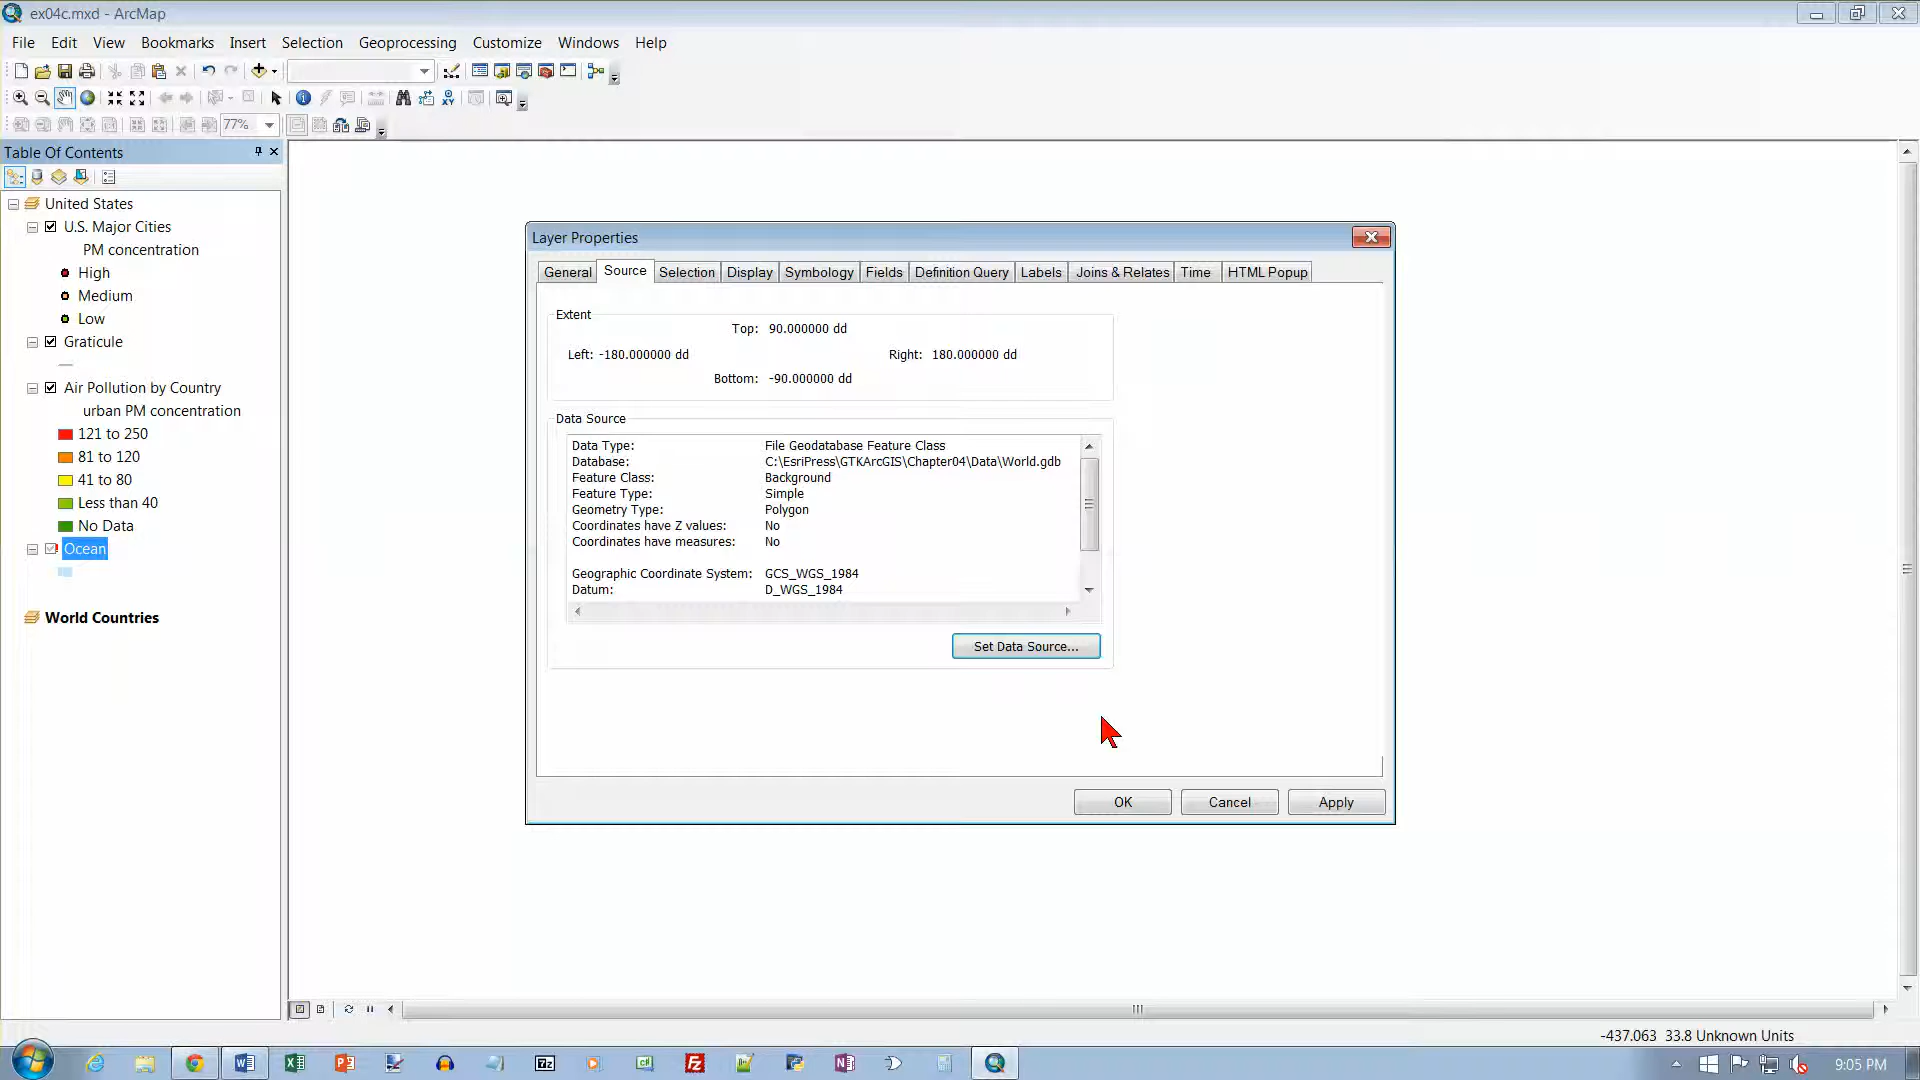 ex04c.mxd - ArcMap
File Edit View Bookmarks Insert Selection Geoprocessing Customize Windows Help
77%
Table Of Contents
United States
U.S. Major Cities
PM concentration
High
Medium
Low
Graticule
Air Pollution by Country
urban PM concentration
121 to 250
81 to 120
41 to 80
Less than 40
No Data
Ocean
World Countries
Layer Properties
General Source Selection Display Symbology Fields Definition Query Labels Joins & Relates Time HTML Popup
Extent
Top: 90.000000 dd
Left: -180.000000 dd Right: 180.000000 dd
Bottom: -90.000000 dd
Data Source
Data Type: File Geodatabase Feature Class
Database: C:\EsriPress\GTKArcGIS\Chapter04\Data\World.gdb
Feature Class: Background
Feature Type: Simple
Geometry Type: Polygon
Coordinates have Z values: No
Coordinates have measures: No
Geographic Coordinate System: GCS_WGS_1984
Datum: D_WGS_1984
Set Data Source...
OK Cancel Apply
-437.063 33.8 Unknown Units
9:05 PM